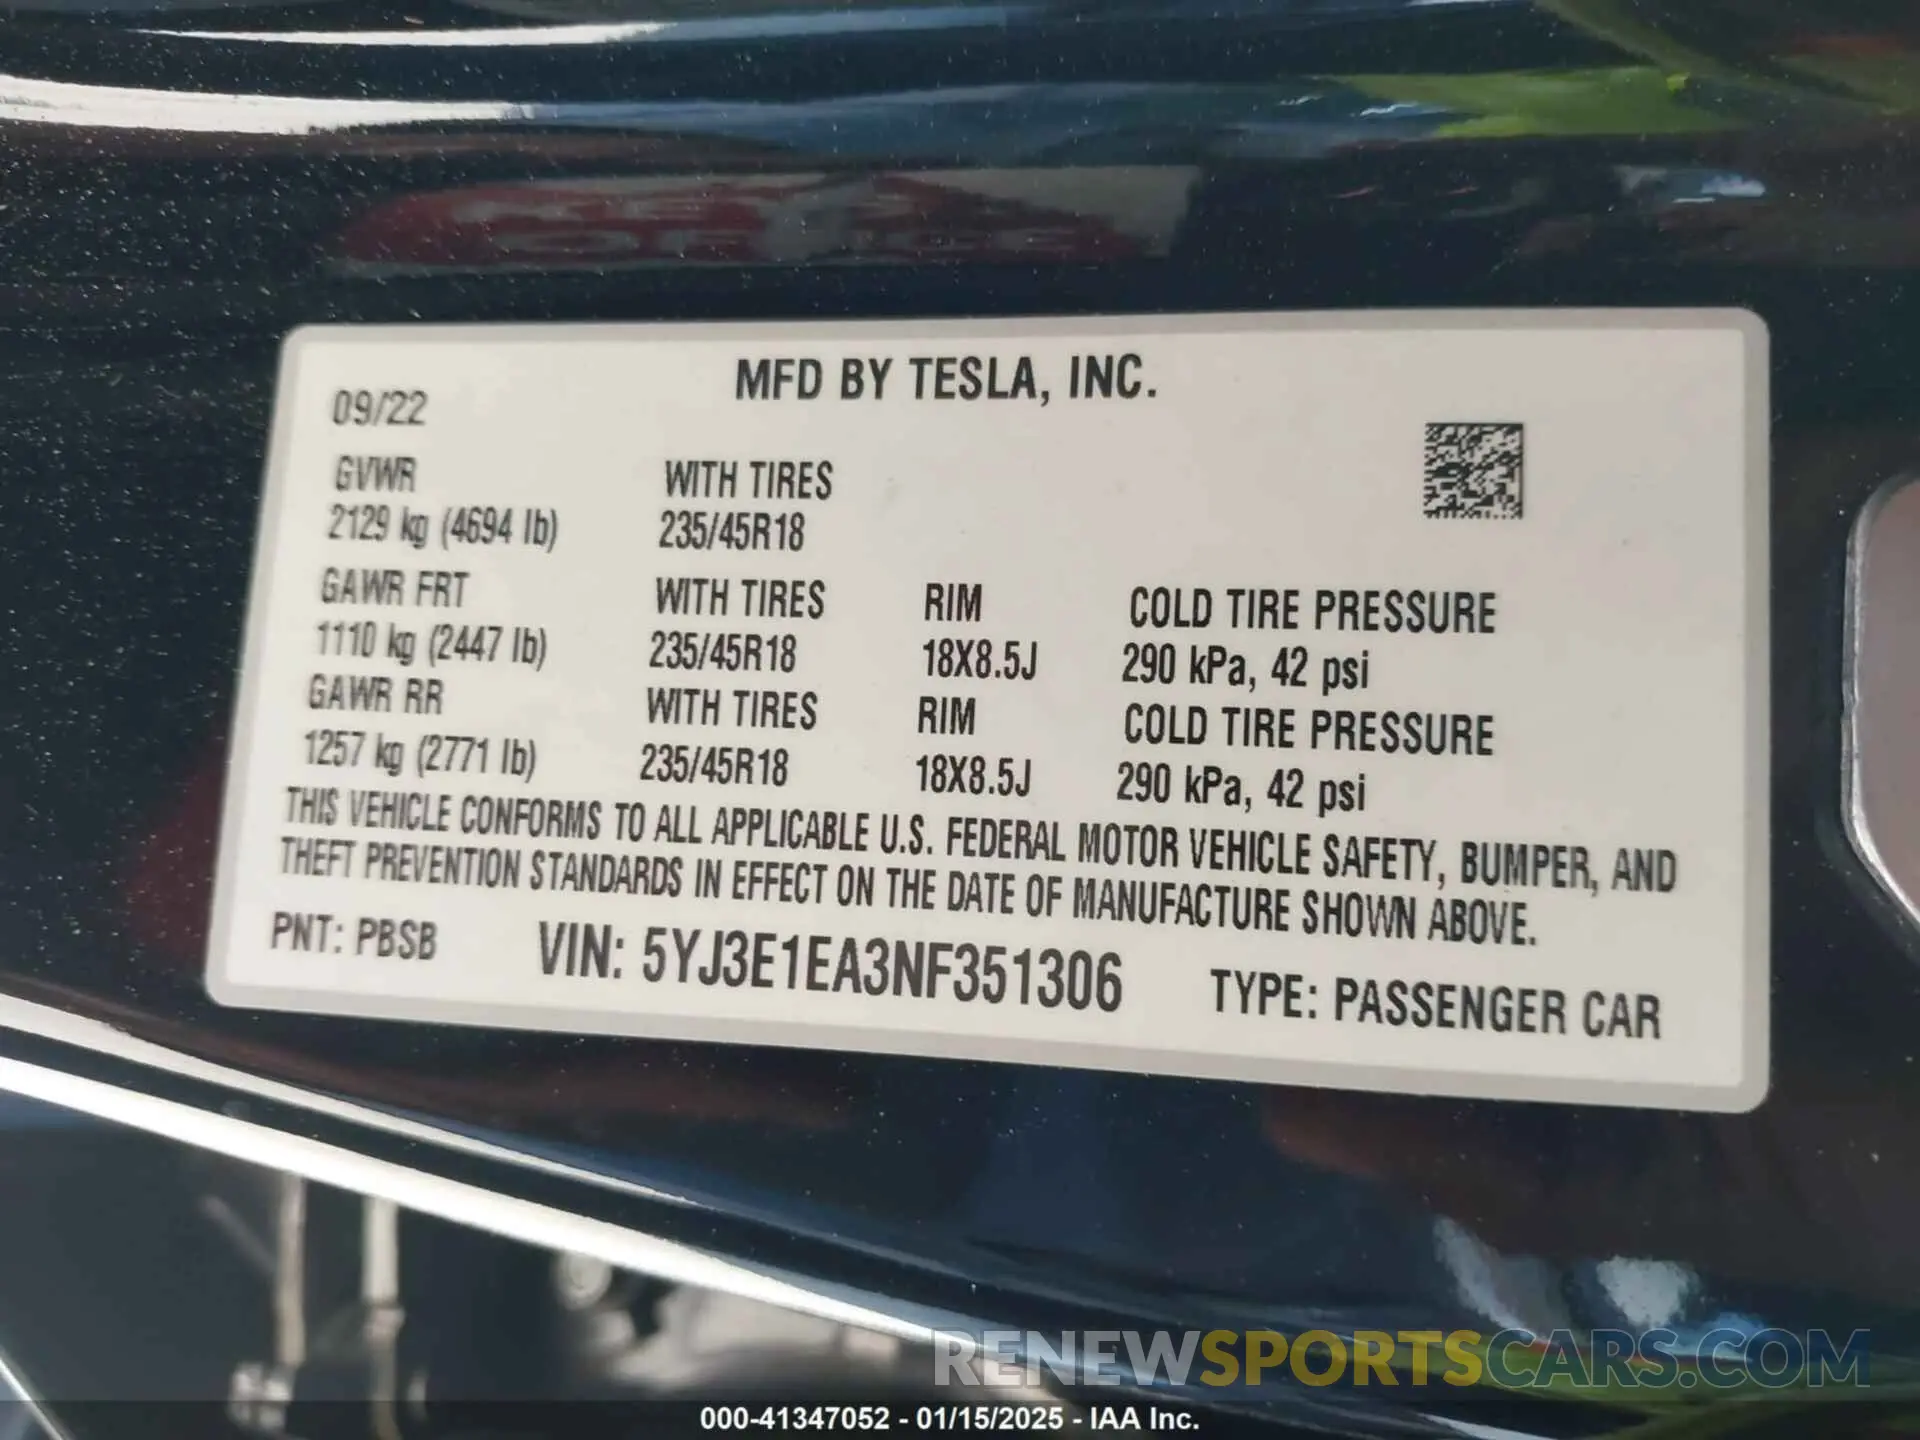 MFD BY TESLA, INC.
09/22
GVWR WITH TIRES
2129 kg (4694 lb) 235/45R18
GAWR FRT WITH TIRES RIM COLD TIRE PRESSURE
1110 kg (2447 lb) 235/45R18 18X8.5J 290 kPa, 42 psi
GAWR RR WITH TIRES RIM COLD TIRE PRESSURE
1257 kg (2771 lb) 235/45R18 18X8.5J 290 kPa, 42 psi
THIS VEHICLE CONFORMS TO ALL APPLICABLE U.S. FEDERAL MOTOR VEHICLE SAFETY, BUMPER, AND
THEFT PREVENTION STANDARDS IN EFFECT ON THE DATE OF MANUFACTURE SHOWN ABOVE.
PNT: PBSB VIN: 5YJ3E1EA3NF351306 TYPE: PASSENGER CAR
RENEWSPORTSCARS.COM
000-41347052 - 01/15/2025 - IAA Inc.